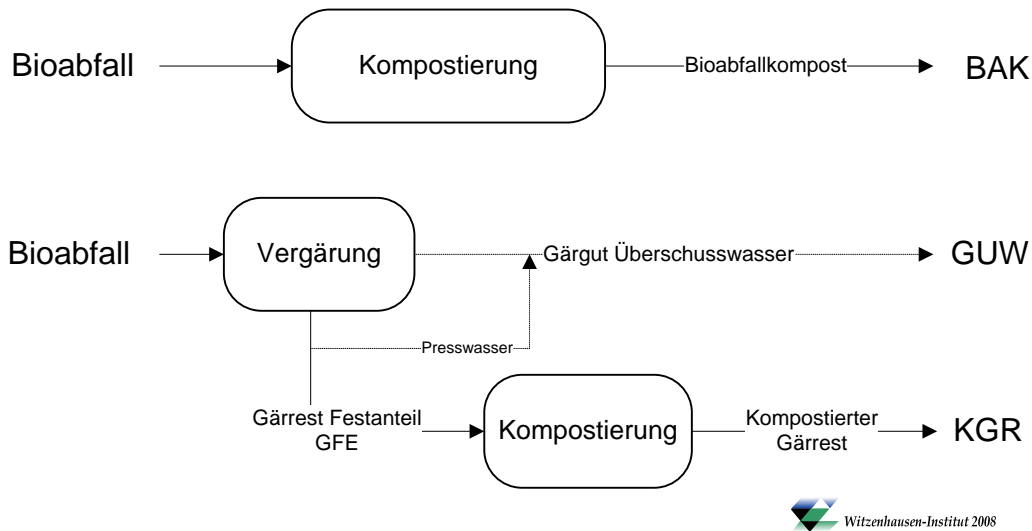 Bioabfall
Kompostierung
Bioabfallkompost
BAK
Bioabfall
Vergärung
Gärgut Überschusswasser
GUW
Presswasser
Gärrest Festanteil
GFE
Kompostierung
Kompostierter
Gärrest
KGR
Witzenhausen-Institut 2008